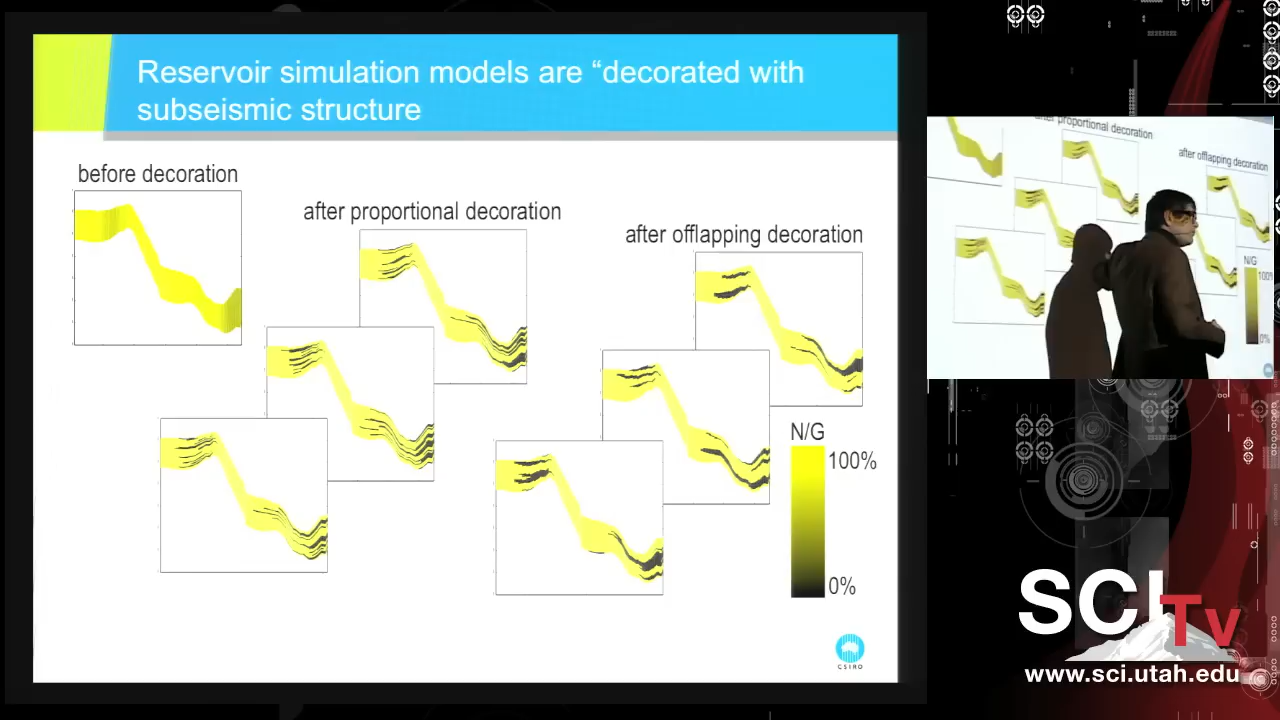 Reservoir simulation models are “decorated with
subseismic structure
before decoration
after proportional decoration
after offlapping decoration
N/G
100%
0%
CSIRO
after proportional decoration
after offlapping decoration
N/G
100%
0%
SCI
Tv
www.sci.utah.edu